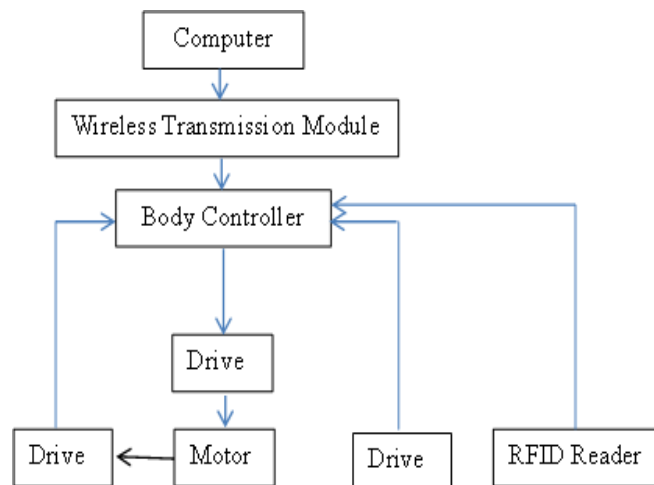 Computer
Wireless Transmission Module
Body Controller
Drive
Drive
Motor
Drive
RFID Reader